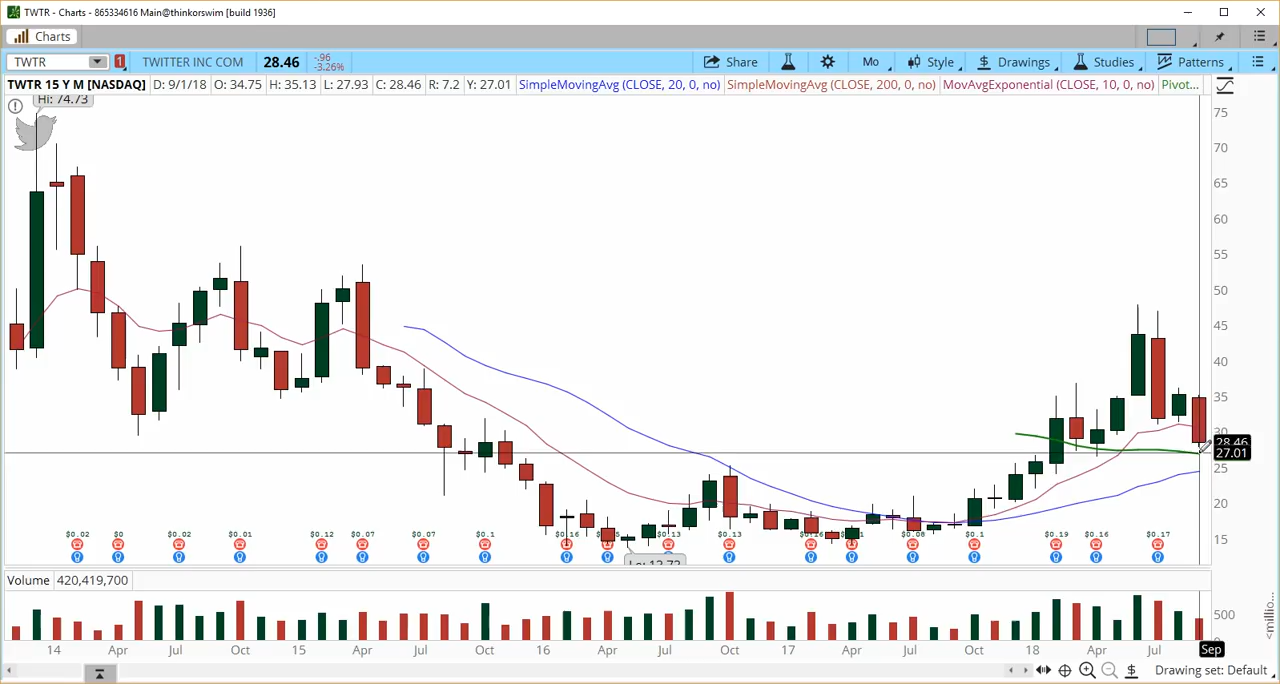 TWTR - Charts - 865334616 Main@thinkorswim [build 1936]
Charts
TWTR 1 TWITTER INC COM 28.46 -.96 -3.26% Share Mo Style Drawings Studies Patterns
TWTR 15 Y M [NASDAQ] D: 9/1/18 O: 34.75 H: 35.13 L: 27.93 C: 28.46 R: 7.2 Y: 27.01 SimpleMovingAvg (CLOSE, 20, 0, no) SimpleMovingAvg (CLOSE, 200, 0, no) MovAvgExponential (CLOSE, 10, 0, no) Pivot...
Hi: 74.73
75
70
65
60
55
50
45
40
35
30
28.46
27.01
25
20
15
$0.02 $0 $0.02 $0.12 $0.07 $0.07 $0.1 $0.13 $0.13 $0.08 $0.1 $0.19 $0.16 $0.17
Volume 420,419,700
500
<millio...
14 Apr Jul Oct 15 Apr Jul Oct 16 Apr Jul Oct 17 Apr Jul Oct 18 Apr Jul Sep
Drawing set: Default